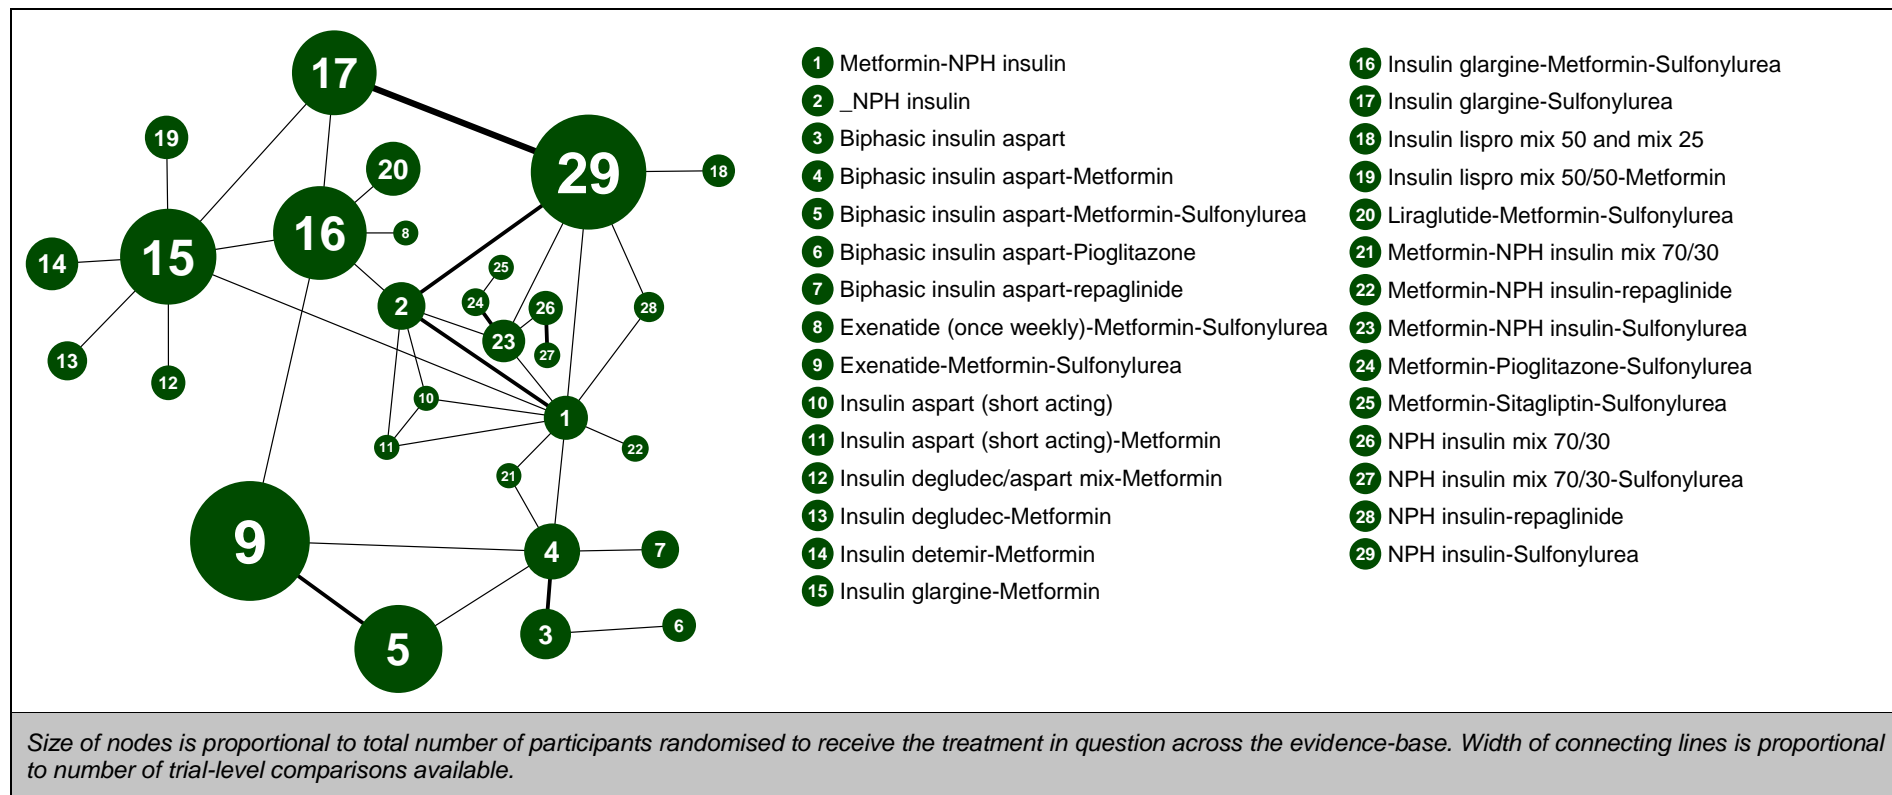 17
29
19
20
18
16
15
8
14
25
2
24
26
28
23
27
13
12
10
1
11
22
21
9
4
7
3
6
5
1 Metformin-NPH insulin
2 _NPH insulin
3 Biphasic insulin aspart
4 Biphasic insulin aspart-Metformin
5 Biphasic insulin aspart-Metformin-Sulfonylurea
6 Biphasic insulin aspart-Pioglitazone
7 Biphasic insulin aspart-repaglinide
8 Exenatide (once weekly)-Metformin-Sulfonylurea
9 Exenatide-Metformin-Sulfonylurea
10 Insulin aspart (short acting)
11 Insulin aspart (short acting)-Metformin
12 Insulin degludec/aspart mix-Metformin
13 Insulin degludec-Metformin
14 Insulin detemir-Metformin
15 Insulin glargine-Metformin
16 Insulin glargine-Metformin-Sulfonylurea
17 Insulin glargine-Sulfonylurea
18 Insulin lispro mix 50 and mix 25
19 Insulin lispro mix 50/50-Metformin
20 Liraglutide-Metformin-Sulfonylurea
21 Metformin-NPH insulin mix 70/30
22 Metformin-NPH insulin-repaglinide
23 Metformin-NPH insulin-Sulfonylurea
24 Metformin-Pioglitazone-Sulfonylurea
25 Metformin-Sitagliptin-Sulfonylurea
26 NPH insulin mix 70/30
27 NPH insulin mix 70/30-Sulfonylurea
28 NPH insulin-repaglinide
29 NPH insulin-Sulfonylurea
Size of nodes is proportional to total number of participants randomised to receive the treatment in question across the evidence-base. Width of connecting lines is proportional
to number of trial-level comparisons available.